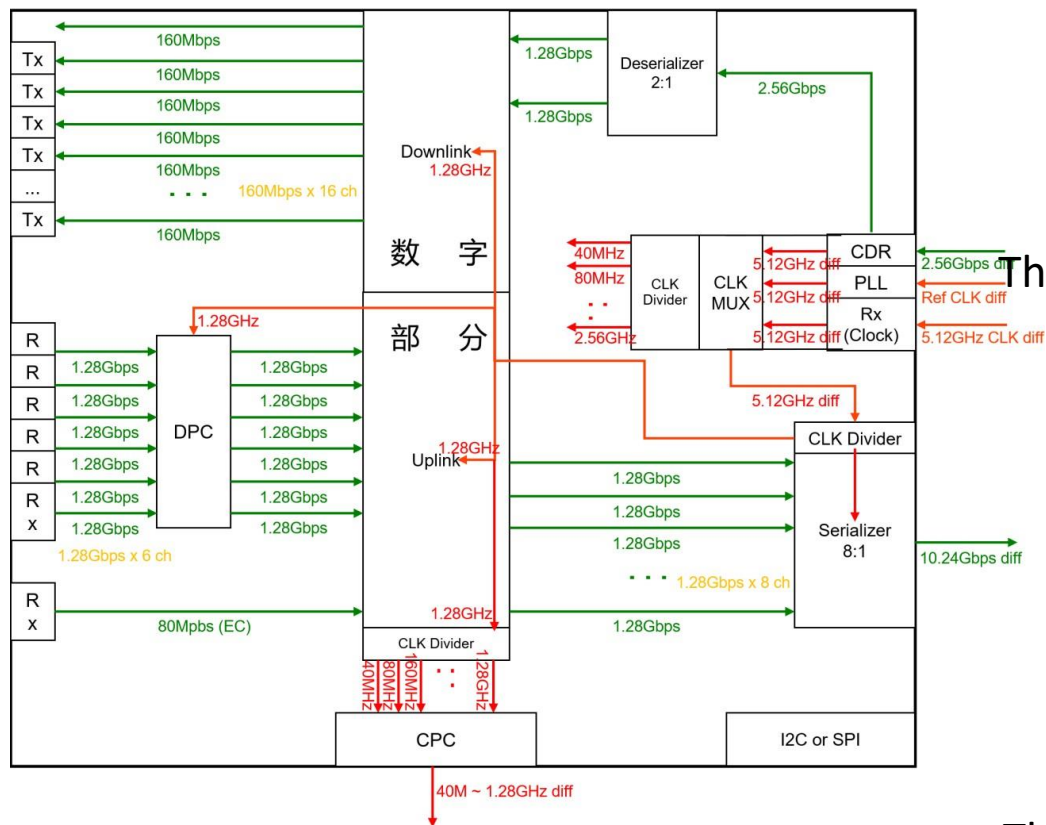 160Mbps
Tx
160Mbps
Tx
160Mbps
Tx
160Mbps
Tx
160Mbps
...
160Mbps x 16 ch
Tx
160Mbps
1.28Gbps
1.28Gbps
Deserializer
2:1
2.56Gbps
Downlink
1.28GHz
数 字
部 分
40MHz
80MHz
2.56GHz
CLK
Divider
CLK
MUX
5.12GHz diff
5.12GHz diff
5.12GHz diff
CDR
PLL
Rx
(Clock)
2.56Gbps diff
Th
Ref CLK diff
5.12GHz CLK diff
1.28GHz
R
R
R
R
R
R
x
1.28Gbps
1.28Gbps
1.28Gbps
1.28Gbps
1.28Gbps
1.28Gbps
1.28Gbps x 6 ch
DPC
1.28Gbps
1.28Gbps
1.28Gbps
1.28Gbps
1.28Gbps
1.28Gbps
5.12GHz diff
1.28GHz
Uplink
CLK Divider
Serializer
8:1
10.24Gbps diff
1.28Gbps
1.28Gbps
1.28Gbps
1.28Gbps x 8 ch
1.28Gbps
R
x
80Mpbs (EC)
1.28GHz
CLK Divider
40MHz
80MHz
160MHz
1.28GHz
CPC
I2C or SPI
40M ~ 1.28GHz diff